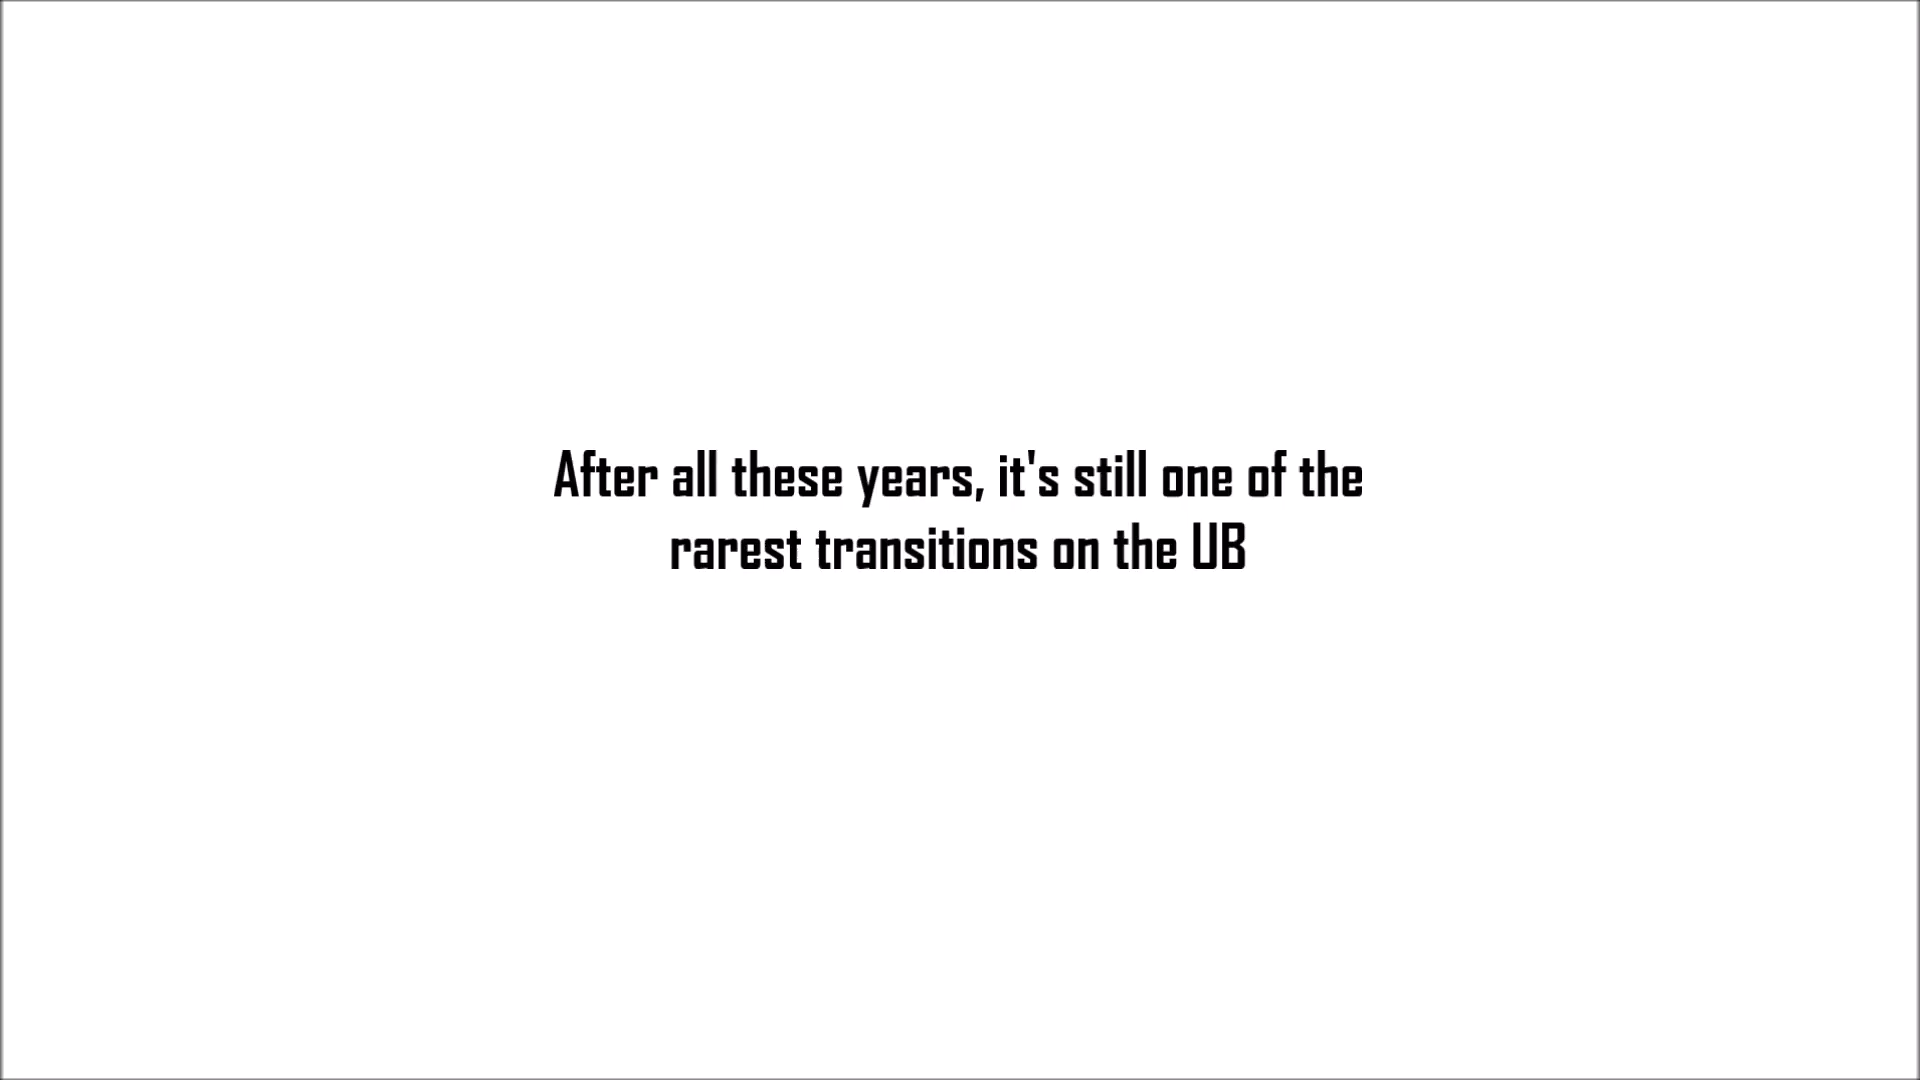 After all these years, it's still one of the
rarest transitions on the UB